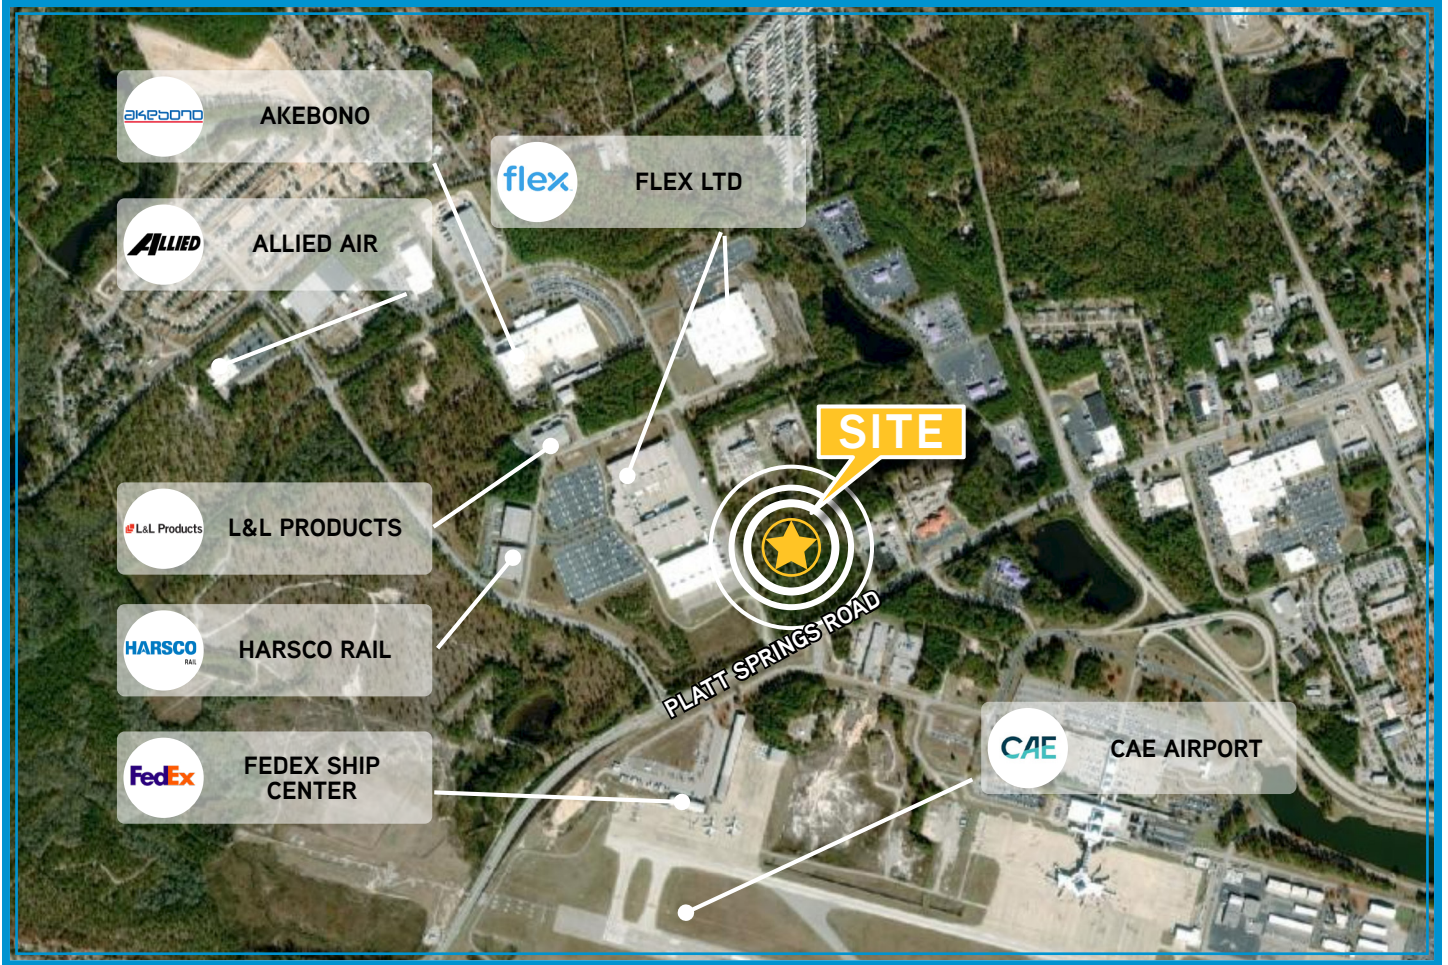 akebono
AKEBONO
flex
FLEX LTD
ALLIED
ALLIED AIR
SITE
L&L Products
L&L PRODUCTS
HARSCO
RAIL
HARSCO RAIL
PLATT SPRINGS ROAD
FedEx
FEDEX SHIP
CENTER
CAE
CAE AIRPORT